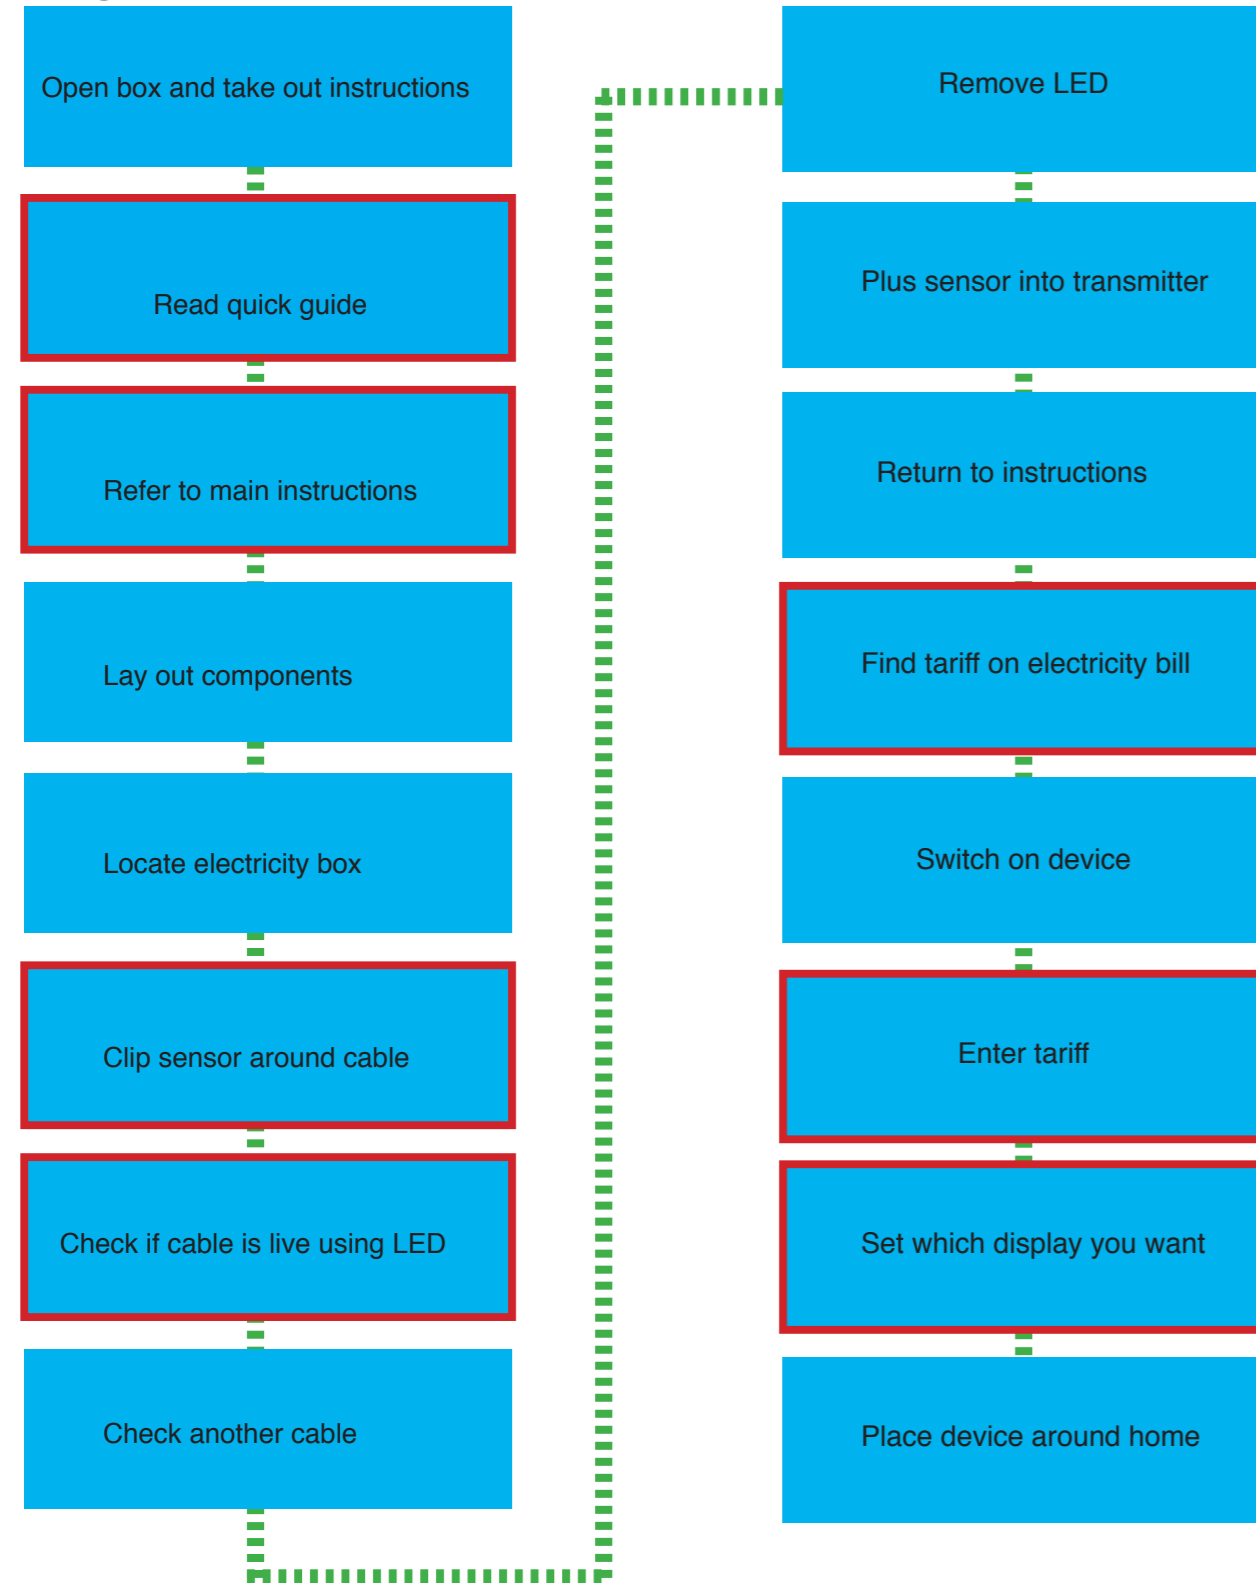 Open box and take out instructions
Read quick guide
Refer to main instructions
Lay out components
Locate electricity box
Clip sensor around cable
Check if cable is live using LED
Check another cable
Remove LED
Plus sensor into transmitter
Return to instructions
Find tariff on electricity bill
Switch on device
Enter tariff
Set which display you want
Place device around home